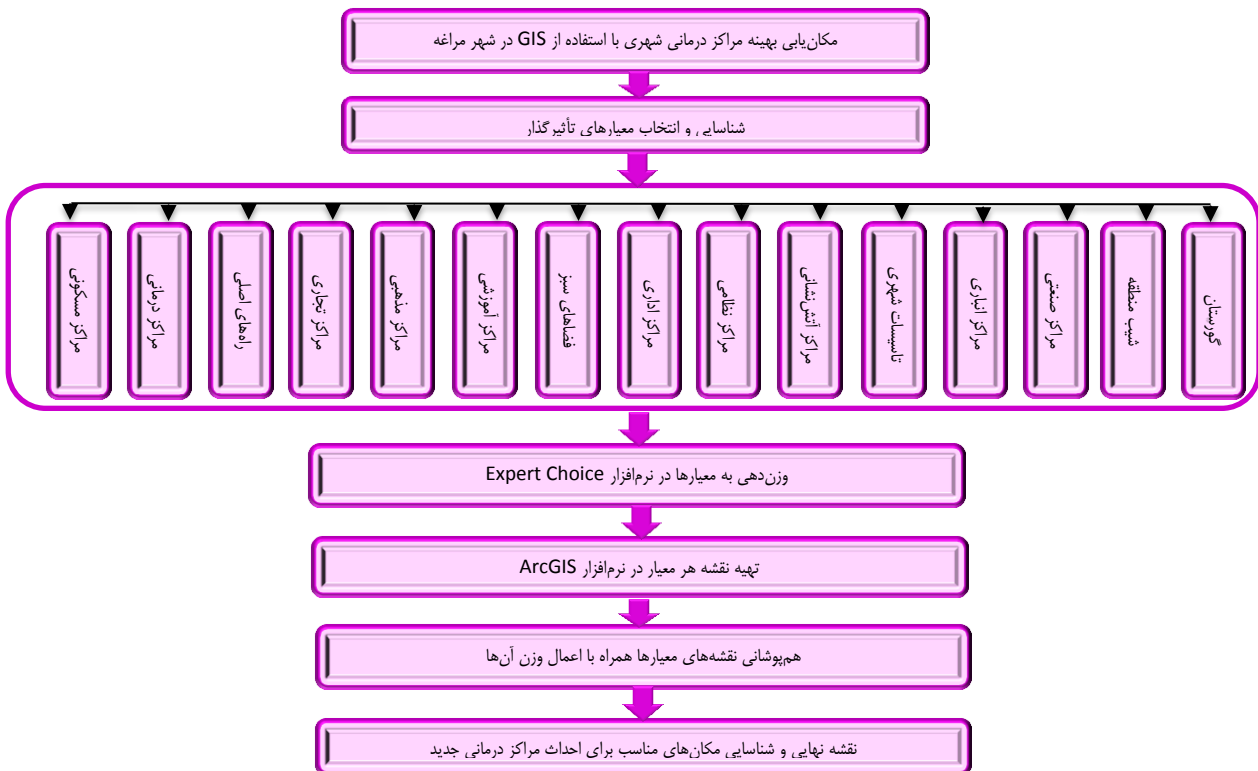 مکان‌یابی بهینه مراکز درمانی شهری با استفاده از GIS در شهر مراغه
شناسایی و انتخاب معیارهای تأثیرگذار
گورستان
شیب منطقه
مراکز صنعتی
مراکز انباری
تاسیسات شهری
مراکز آتش‌نشانی
مراکز نظامی
مراکز اداری
فضاهای سبز
مراکز آموزشی
مراکز مذهبی
مراکز تجاری
راه‌های اصلی
مراکز درمانی
مراکز مسکونی
وزن‌دهی به معیارها در نرم‌افزار Expert Choice
تهیه نقشه هر معیار در نرم‌افزار ArcGIS
هم‌پوشانی نقشه‌های معیارها همراه با اعمال وزن آن‌ها
نقشه نهایی و شناسایی مکان‌های مناسب برای احداث مراکز درمانی جدید